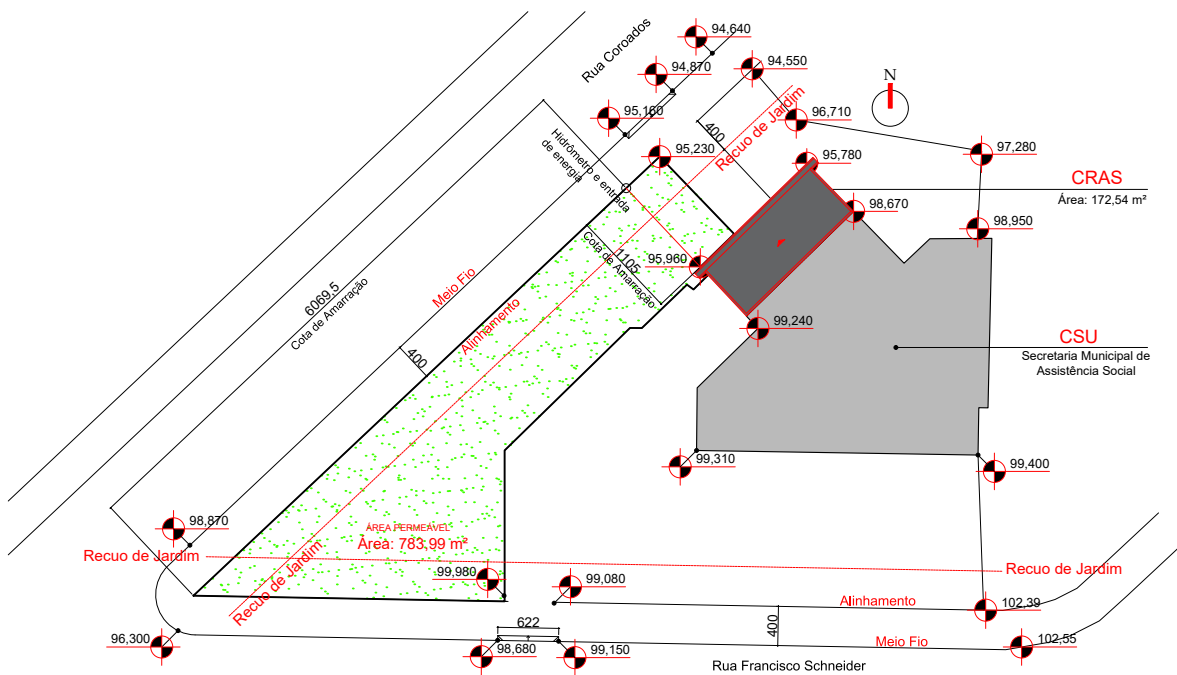 94,640
Rua Coroados
94,870
94,550
N
95,160
Recuo de Jardim
96,710
400
Hidrômetro e entrada
de energia
95,230
97,280
95,780
CRAS
Área: 172,54 m²
98,670
98,950
95,960
1105
Cota de Amarração
6069,5
Cota de Amarração
Meio Fio
Alinhamento
400
99,240
CSU
Secretaria Municipal de
Assistência Social
99,310
99,400
98,870
ÁREA PERMEÁVEL
Área: 783,99 m²
Recuo de Jardim
Recuo de Jardim
Recuo de Jardim
99,980
99,080
Alinhamento
102,39
622
400
96,300
98,680
99,150
Meio Fio
102,55
Rua Francisco Schneider